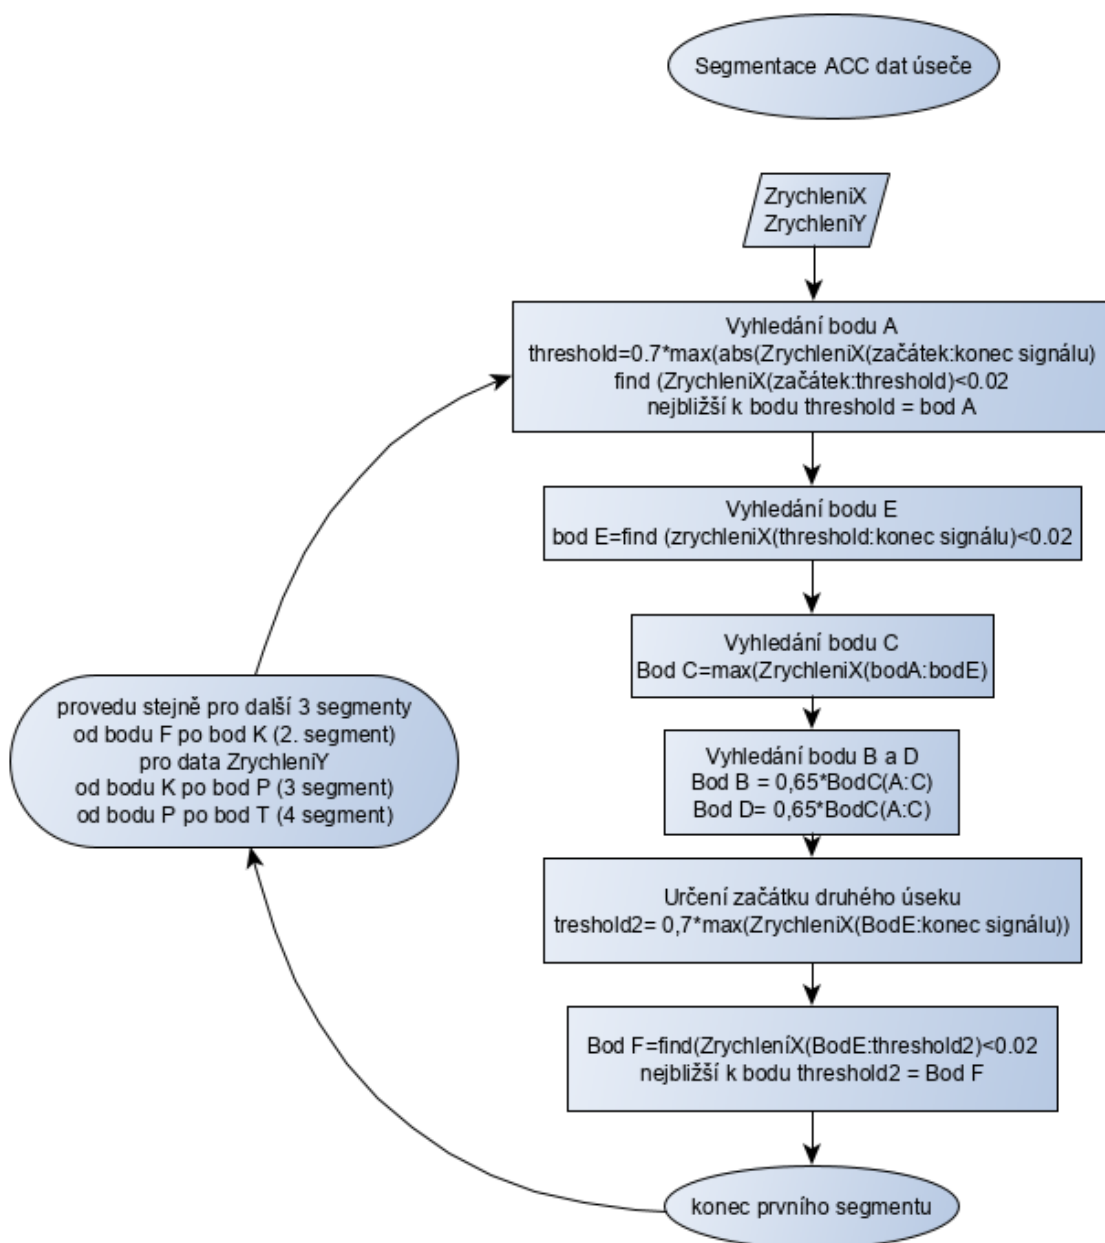 Segmentace ACC dat úseče
ZrychleniX
ZrychleniY
Vyhledání bodu A
threshold=0.7*max(abs(ZrychleniX(začátek:konec signálu)
find (ZrychleniX(začátek:threshold)<0.02
nejbližší k bodu threshold = bod A
Vyhledání bodu E
bod E=find (zrychleniX(threshold:konec signálu)<0.02
Vyhledání bodu C
Bod C=max(ZrychleniX(bodA:bodE)
Vyhledání bodu B a D
Bod B = 0,65*BodC(A:C)
Bod D= 0,65*BodC(A:C)
Určení začátku druhého úseku
treshold2= 0,7*max(ZrychleniX(BodE:konec signálu))
Bod F=find(ZrychleníX(BodE:threshold2)<0.02
nejbližší k bodu threshold2 = Bod F
konec prvního segmentu
provedu stejně pro další 3 segmenty
od bodu F po bod K (2. segment)
pro data ZrychleniY
od bodu K po bod P (3 segment)
od bodu P po bod T (4 segment)